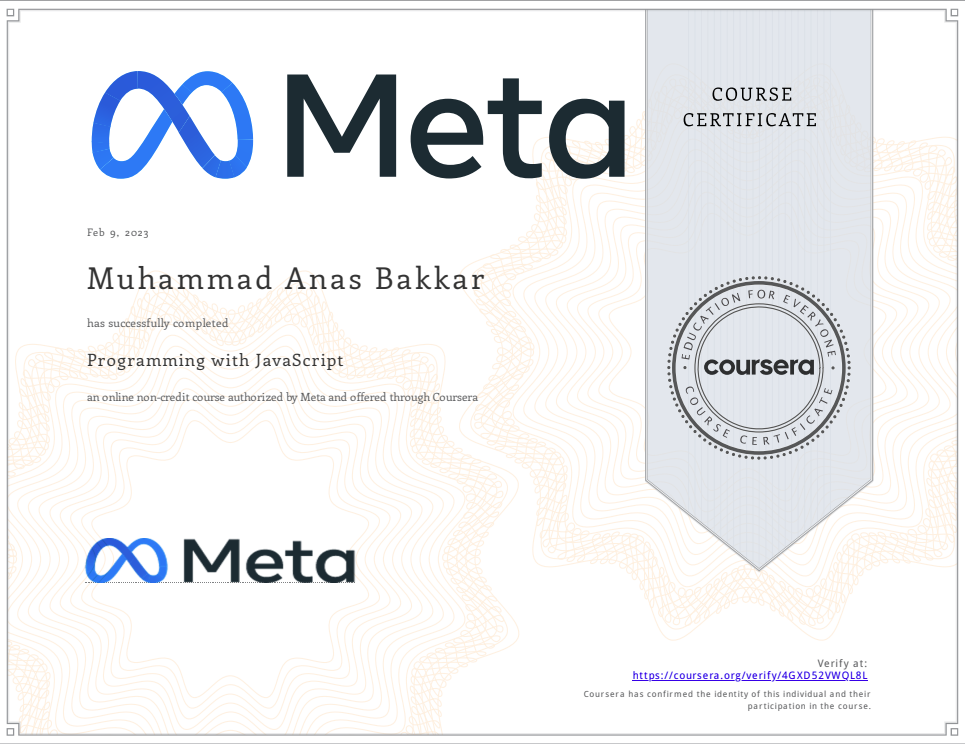 Meta
COURSE
CERTIFICATE
Feb 9, 2023
Muhammad Anas Bakkar
has successfully completed
Programming with JavaScript
an online non-credit course authorized by Meta and offered through Coursera
EDUCATION FOR EVERYONE
coursera
COURSE CERTIFICATE
Meta
Verify at:
https://coursera.org/verify/4GXD52VWQL8L
Coursera has confirmed the identity of this individual and their
participation in the course.